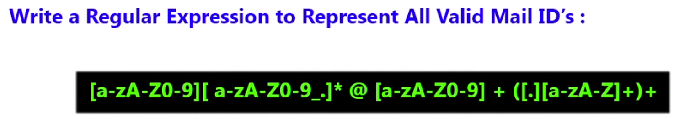 Write a Regular Expression to Represent All Valid Mail ID’s :
[a-zA-Z0-9][ a-zA-Z0-9_.]* @ [a-zA-Z0-9] + ([.][a-zA-Z]+)+